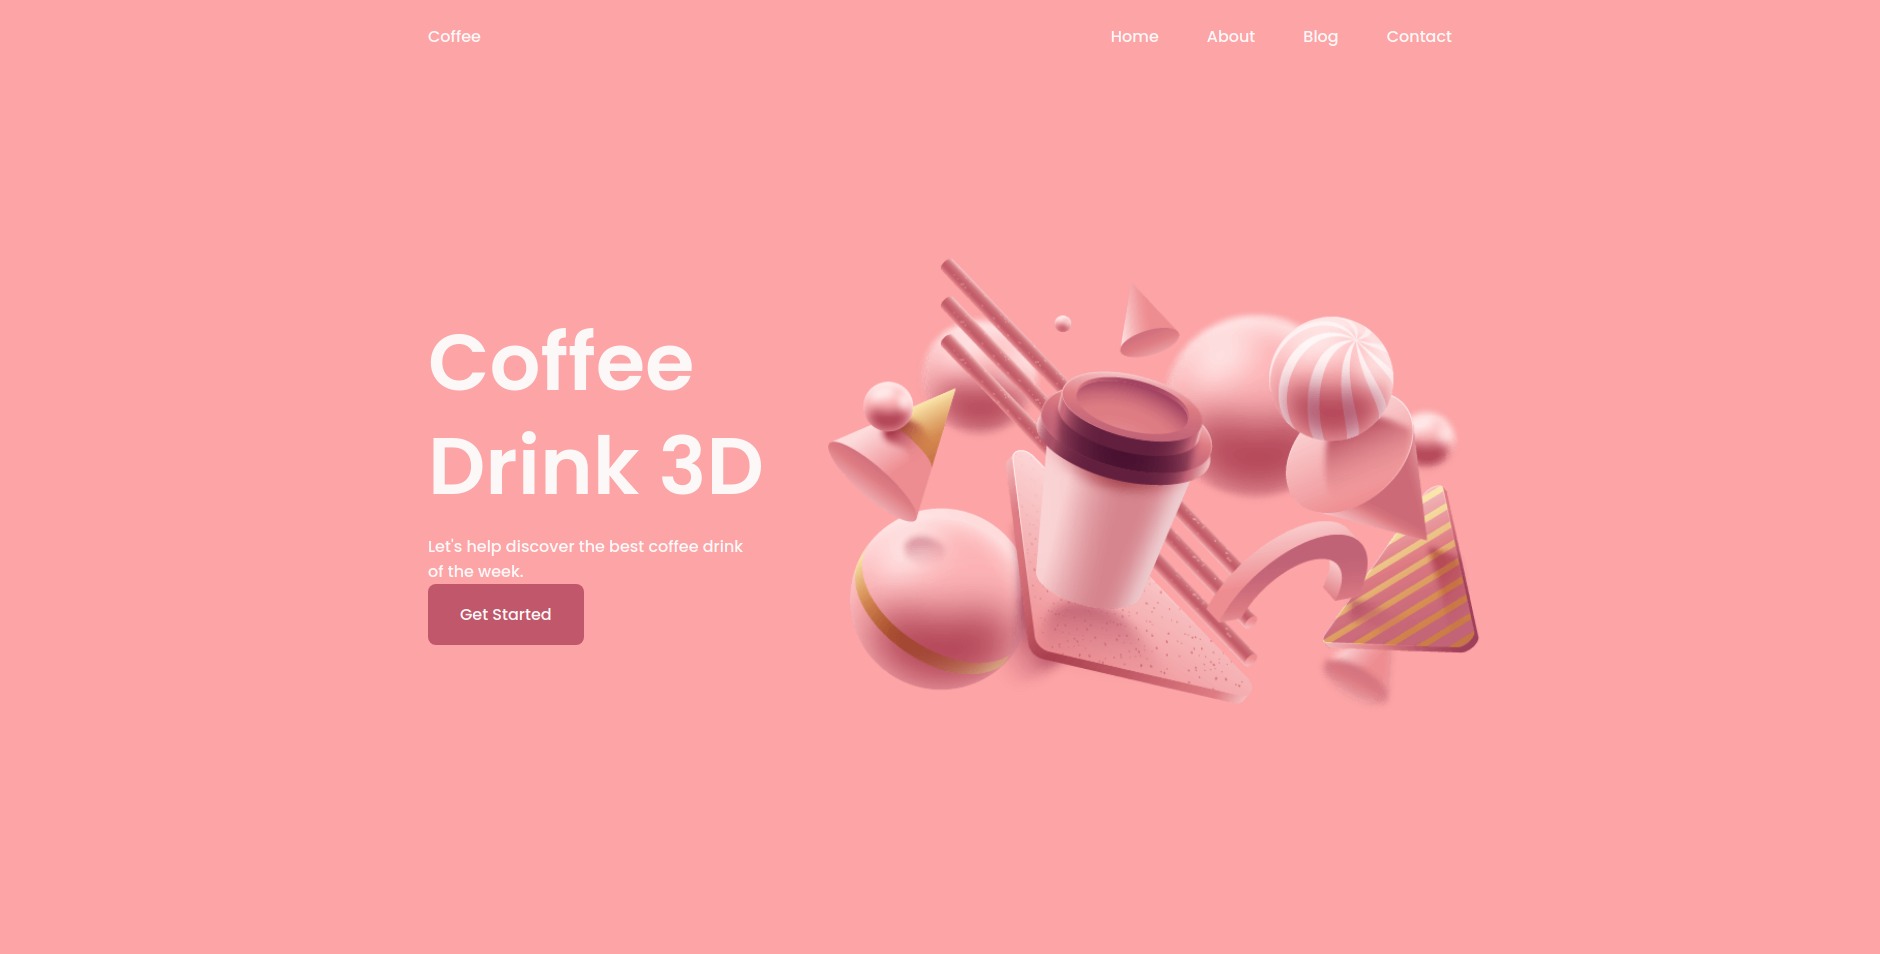 Coffee
Home About Blog Contact
Coffee
Drink 3D
Let's help discover the best coffee drink
of the week.
Get Started